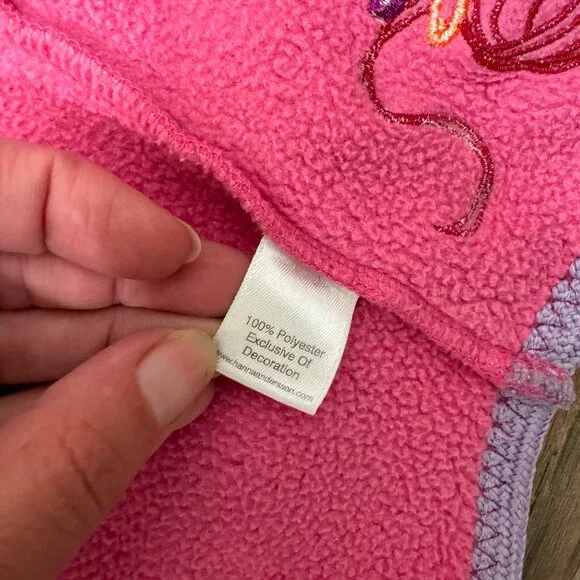 100% Polyester
Exclusive Of
Decoration
www.hannaandersson.com